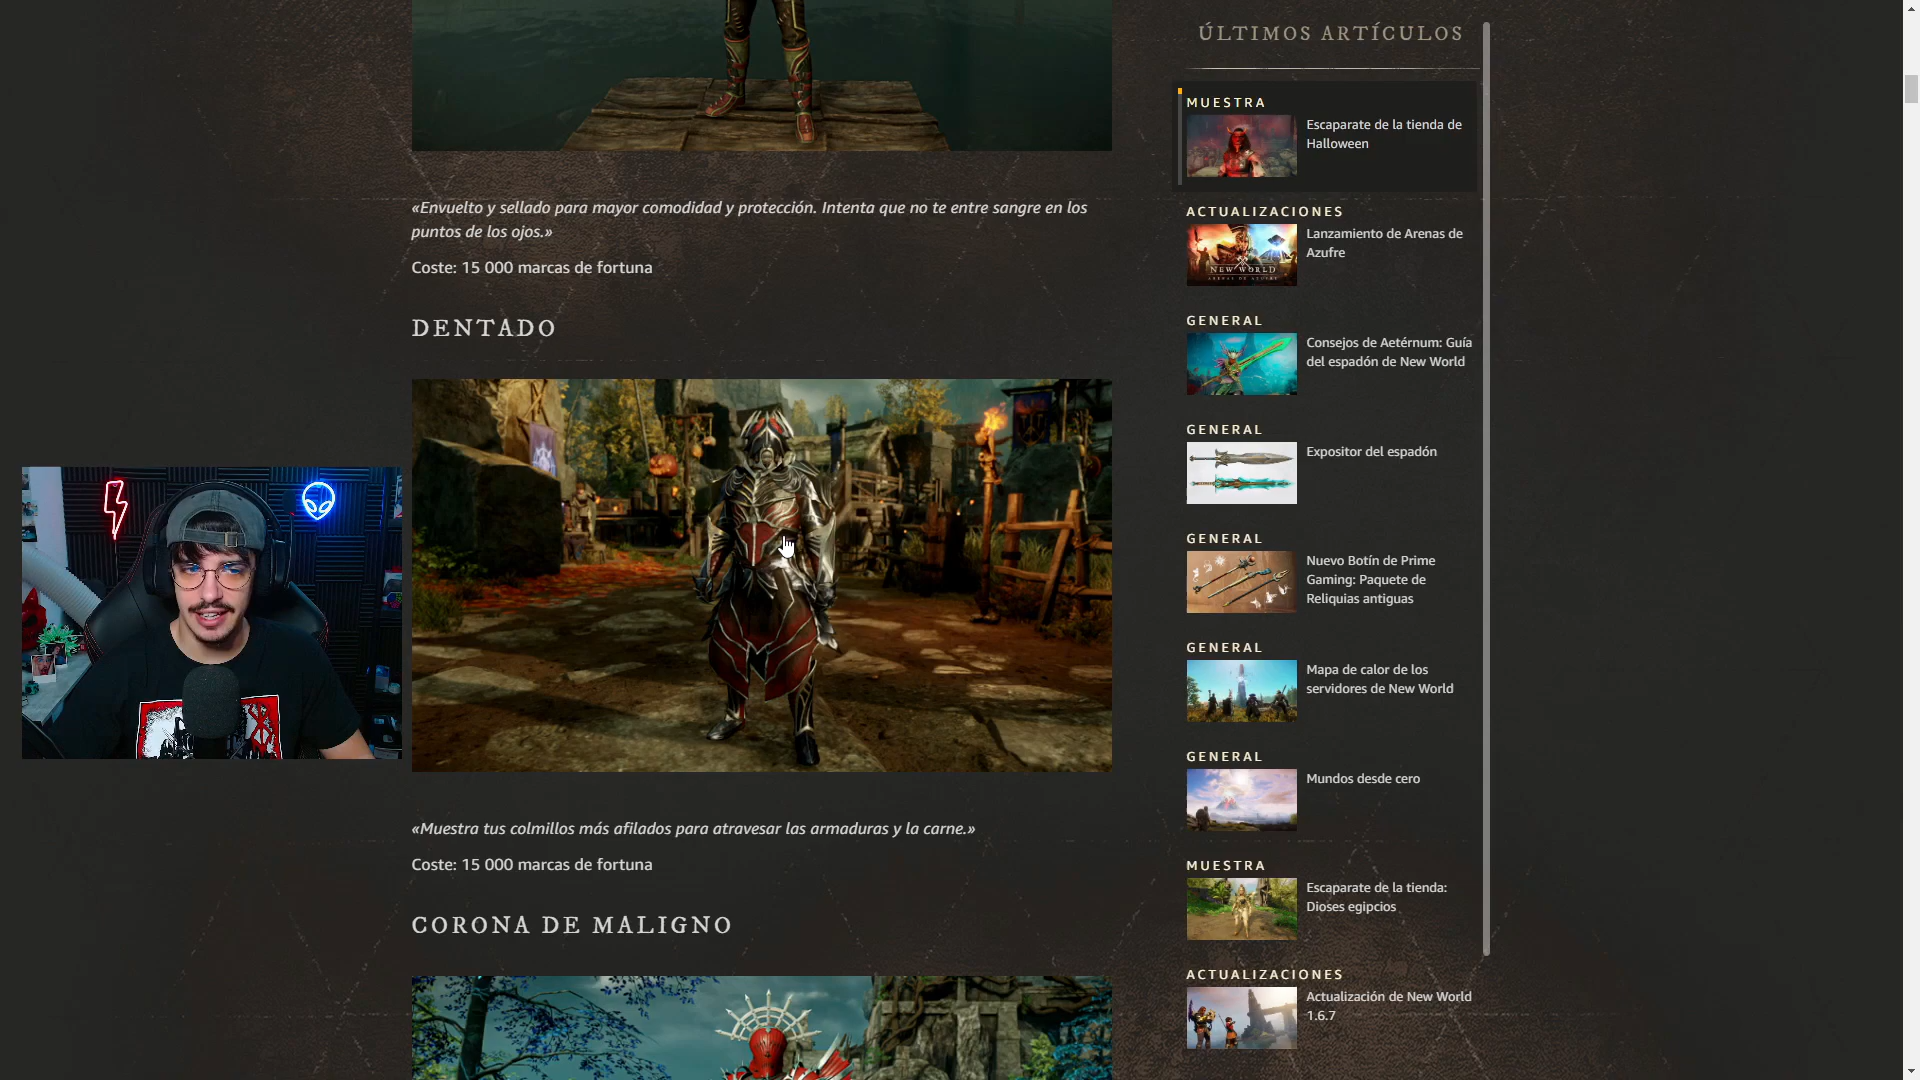 «Envuelto y sellado para mayor comodidad y protección. Intenta que no te entre sangre en los
puntos de los ojos.»
Coste: 15 000 marcas de fortuna
DENTADO
«Muestra tus colmillos más afilados para atravesar las armaduras y la carne.»
Coste: 15 000 marcas de fortuna
CORONA DE MALIGNO
ÚLTIMOS ARTÍCULOS
MUESTRA
Escaparate de la tienda de
Halloween
ACTUALIZACIONES
Lanzamiento de Arenas de
Azufre
NEW WORLD
ARENAS DE AZUFRE
GENERAL
Consejos de Aetérnum: Guía
del espadón de New World
GENERAL
Expositor del espadón
GENERAL
Nuevo Botín de Prime
Gaming: Paquete de
Reliquias antiguas
GENERAL
Mapa de calor de los
servidores de New World
GENERAL
Mundos desde cero
MUESTRA
Escaparate de la tienda:
Dioses egipcios
ACTUALIZACIONES
Actualización de New World
1.6.7